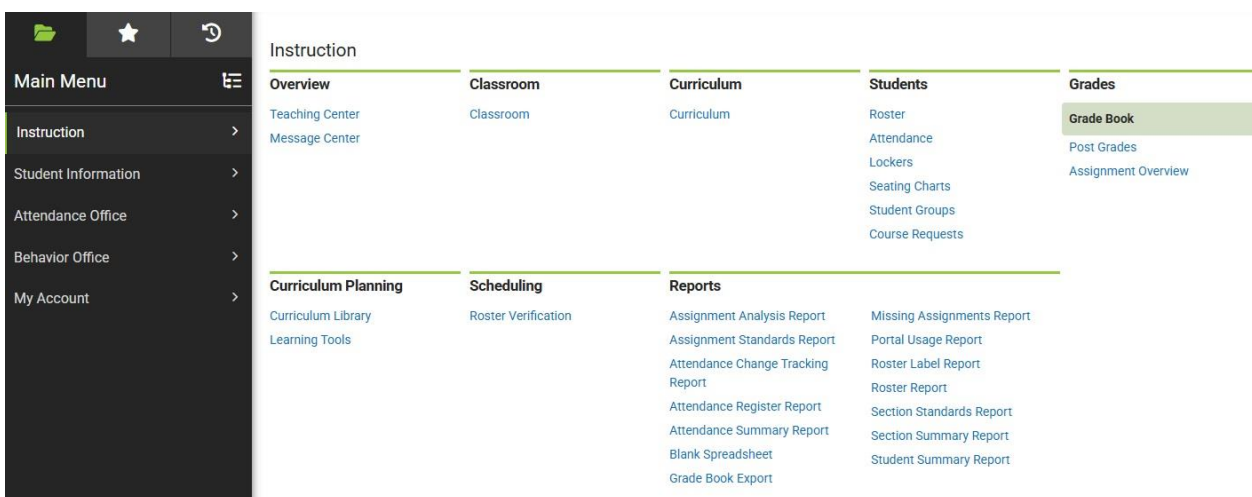 Main Menu
Instruction
Student Information
Attendance Office
Behavior Office
My Account
Instruction
Overview
Teaching Center
Message Center
Classroom
Classroom
Curriculum
Curriculum
Students
Roster
Attendance
Lockers
Seating Charts
Student Groups
Course Requests
Grades
Grade Book
Post Grades
Assignment Overview
Curriculum Planning
Curriculum Library
Learning Tools
Scheduling
Roster Verification
Reports
Assignment Analysis Report
Assignment Standards Report
Attendance Change Tracking
Report
Attendance Register Report
Attendance Summary Report
Blank Spreadsheet
Grade Book Export
Missing Assignments Report
Portal Usage Report
Roster Label Report
Roster Report
Section Standards Report
Section Summary Report
Student Summary Report